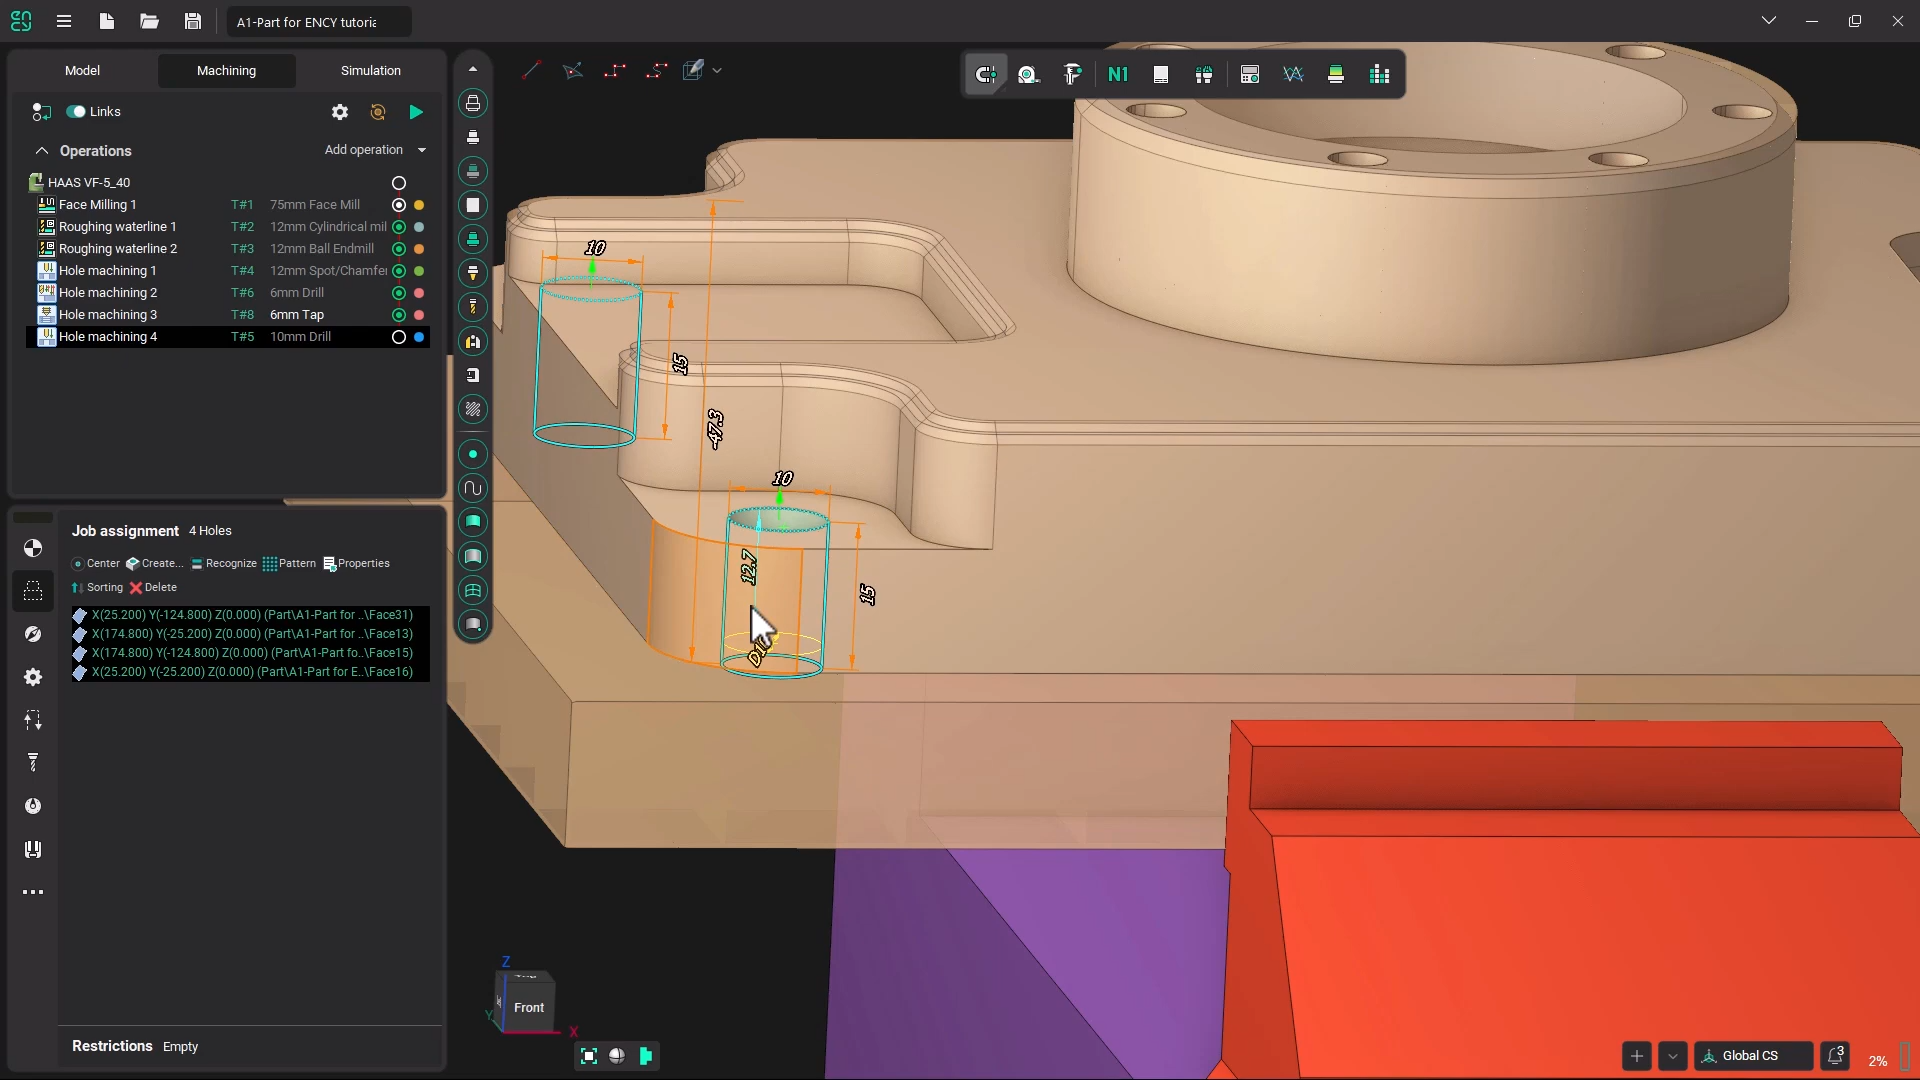 A1-Part for ENCY tutoria
Model
Machining
Simulation
Links
N1
Operations
Add operation
HAAS VF-5_40
Face Milling 1 T#1 75mm Face Mill
Roughing waterline 1 T#2 12mm Cylindrical mil
Roughing waterline 2 T#3 12mm Ball Endmill
Hole machining 1 T#4 12mm Spot/Chamfer
Hole machining 2 T#6 6mm Drill
Hole machining 3 T#8 6mm Tap
Hole machining 4 T#5 10mm Drill
10
15
-47.3
10
12.7
15
Job assignment 4 Holes
Center Create... Recognize Pattern Properties
Sorting Delete
X(25.200) Y(-124.800) Z(0.000) (Part\A1-Part for ..\Face31)
X(174.800) Y(-25.200) Z(0.000) (Part\A1-Part for ..\Face13)
X(174.800) Y(-124.800) Z(0.000) (Part\A1-Part fo..\Face15)
X(25.200) Y(-25.200) Z(0.000) (Part\A1-Part for E..\Face16)
Z
Front
Y
X
Restrictions Empty
Global CS
3
2%